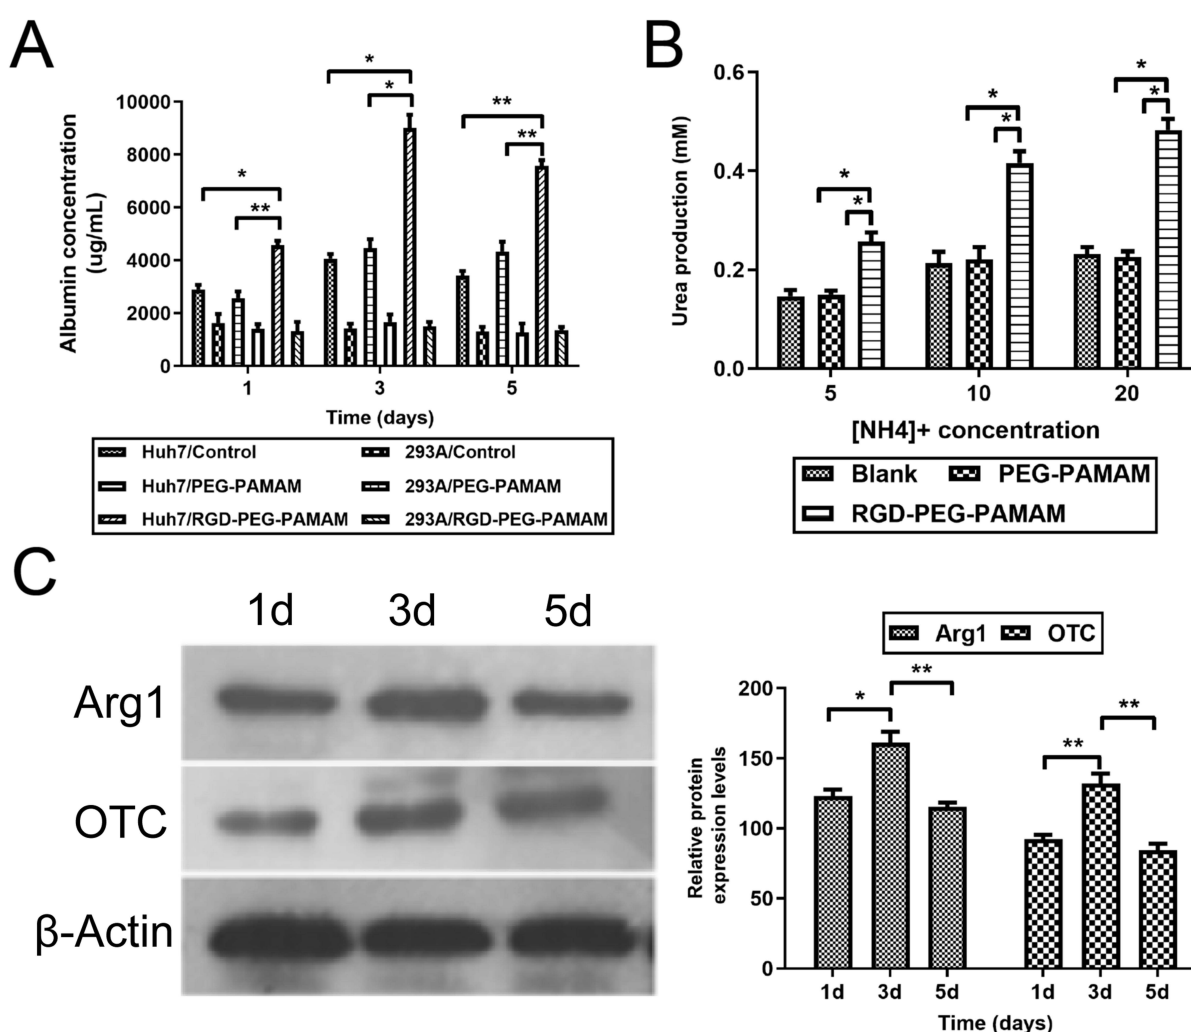 A
B
*
*
*
**
**
**
10000
8000
6000
4000
2000
0
Albumin concentration
(ug/mL)
1
3
5
Time (days)
Huh7/Control
293A/Control
Huh7/PEG-PAMAM
293A/PEG-PAMAM
Huh7/RGD-PEG-PAMAM
293A/RGD-PEG-PAMAM
*
*
*
*
*
*
0.6
0.4
0.2
0.0
Urea production (mM)
5
10
20
[NH4]+ concentration
Blank
PEG-PAMAM
RGD-PEG-PAMAM
C
1d
3d
5d
Arg1
OTC
β-Actin
Arg1
OTC
*
**
**
**
200
150
100
50
0
Relative protein
expression levels
1d
3d
5d
1d
3d
5d
Time (days)